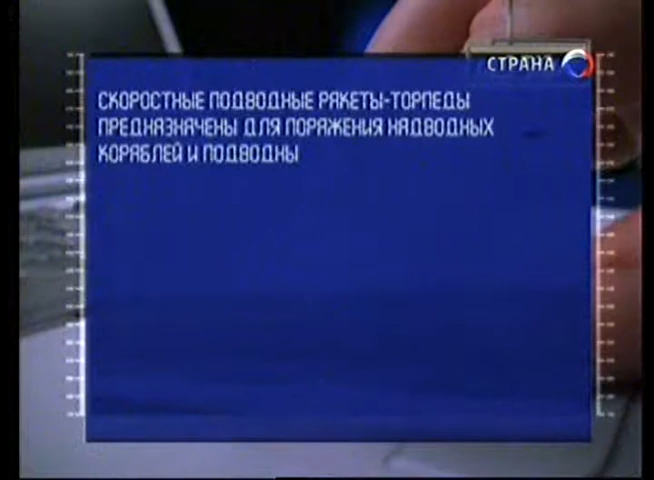 СТРАНА
СКОРОСТНЫЕ ПОДВОДНЫЕ РАКЕТЫ-ТОРПЕДЫ
ПРЕДНАЗНАЧЕНЫ ДЛЯ ПОРАЖЕНИЯ НАДВОДНЫХ
КОРАБЛЕЙ И ПОДВОДНЫ